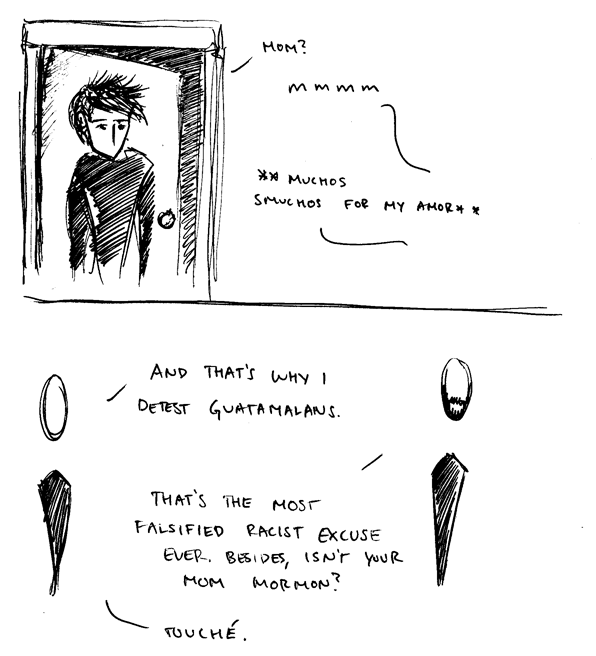 MOM?
mmmm
** MUCHOS
SMUCHOS FOR MY AMOR**
AND THAT'S WHY I
DETEST GUATAMALANS.
THAT'S THE MOST
FALSIFIED RACIST EXCUSE
EVER. BESIDES, ISN'T YOUR
MOM MORMON?
TOUCHÉ.